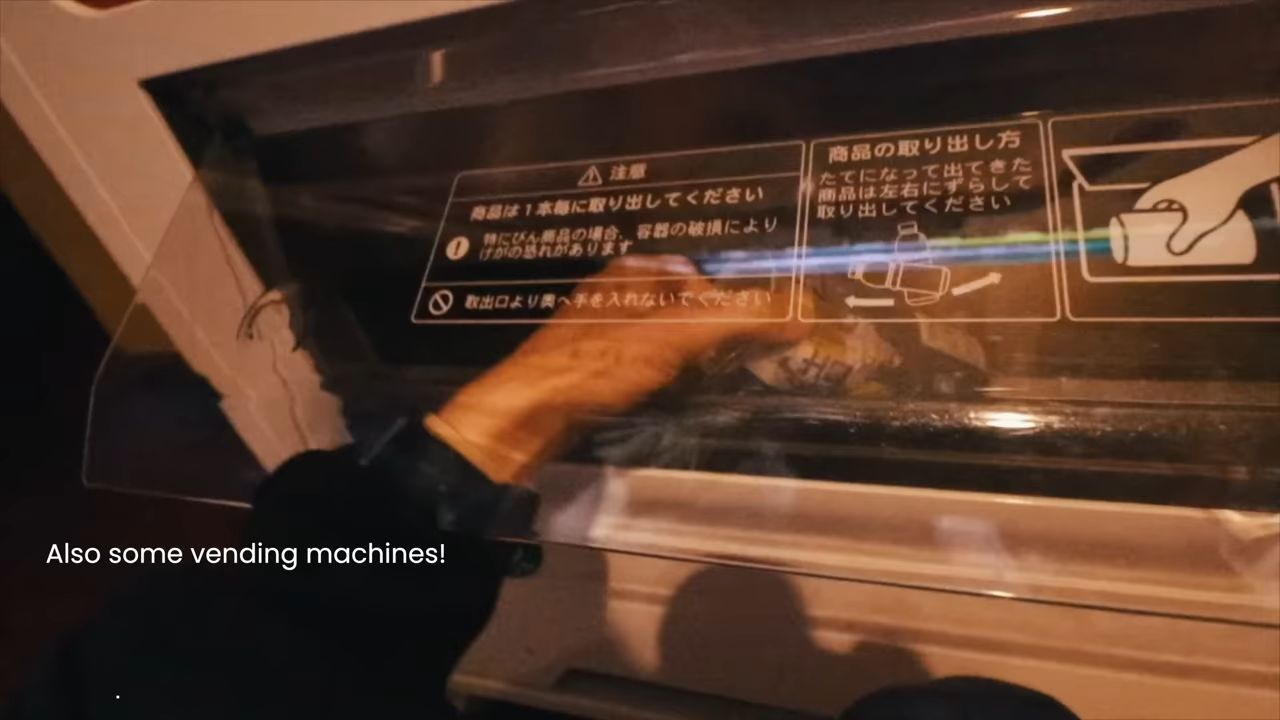 注意
商品は1本毎に取り出してください
特にびん商品の場合、容器の破損により
けがの恐れがあります
取出口より奥へ手を入れないでください
商品の取り出し方
たてになって出てきた
商品は左右にずらして
取り出してください
Also some vending machines!